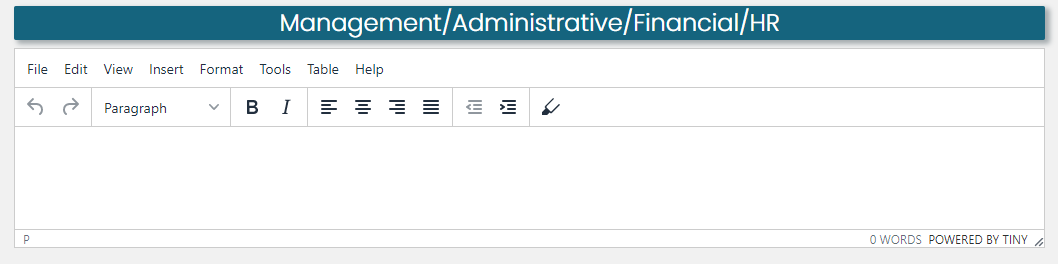 Management/Administrative/Financial/HR
File Edit View Insert Format Tools Table Help
Paragraph B I
P 0 WORDS POWERED BY TINY